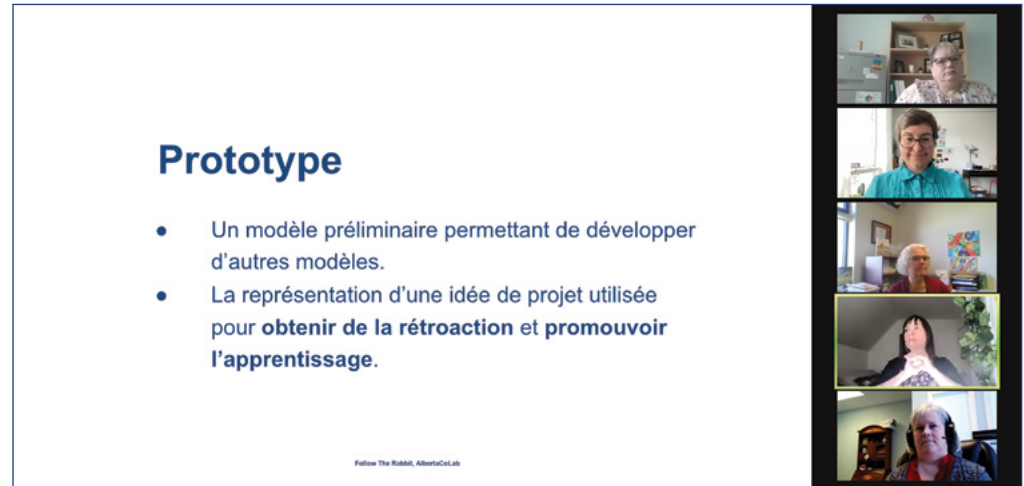 Prototype
● Un modèle préliminaire permettant de développer
d'autres modèles.
● La représentation d'une idée de projet utilisée
pour obtenir de la rétroaction et promouvoir
l'apprentissage.
Follow The Rabbit, AlbertaCoLab